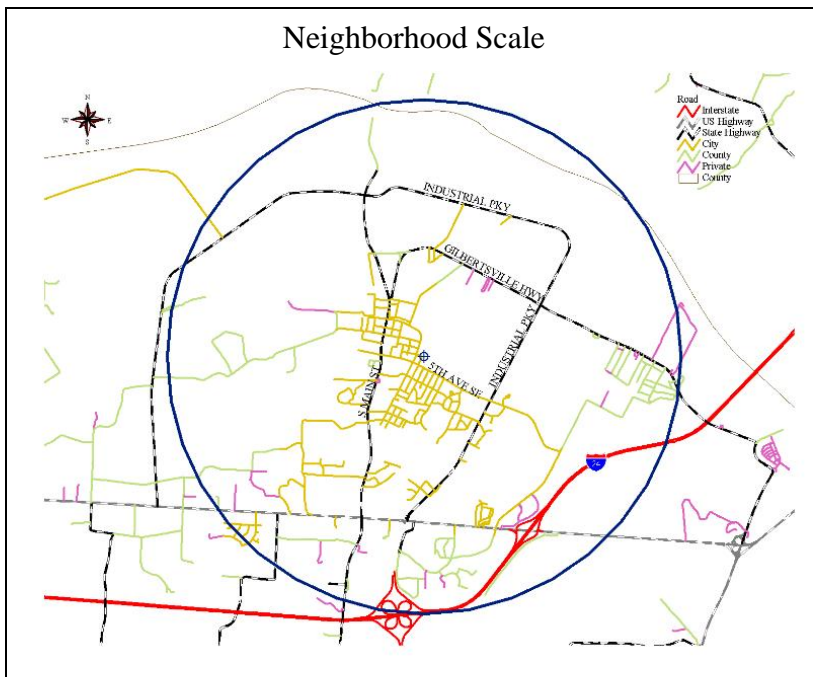 Neighborhood Scale
N
W E
S
Road
Interstate
US Highway
State Highway
City
County
Private
County
INDUSTRIAL PKY
GILBERTSVILLE HWY
INDUSTRIAL PKY
5TH AVE SE
S MAIN ST
24